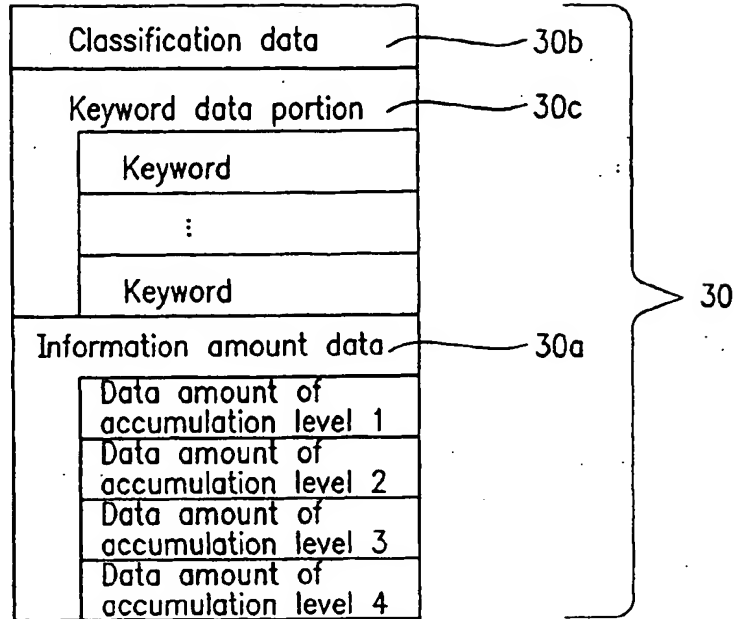 Classification data 30b
Keyword data portion 30c
Keyword
⋮
Keyword
30
Information amount data 30a
Data amount of
accumulation level 1
Data amount of
accumulation level 2
Data amount of
accumulation level 3
Data amount of
accumulation level 4